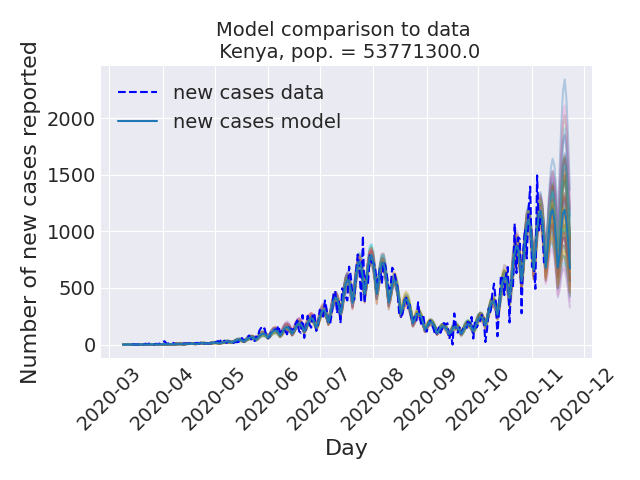 Model comparison to data
Kenya, pop. = 53771300.0
new cases data
new cases model
Number of new cases reported
2000
1500
1000
500
0
2020-03
2020-04
2020-05
2020-06
2020-07
2020-08
2020-09
2020-10
2020-11
2020-12
Day